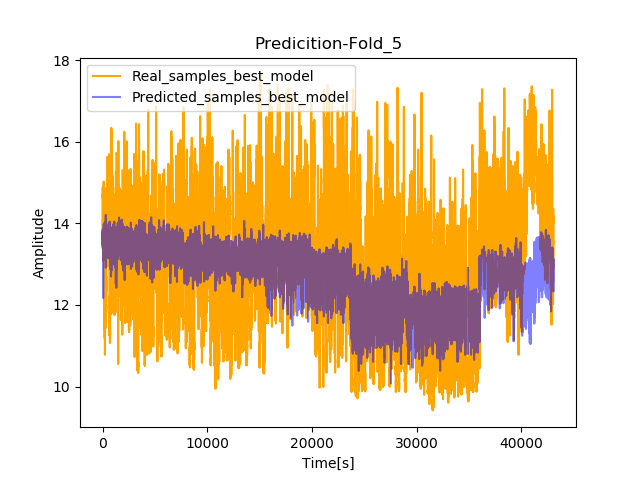 Predicition-Fold_5
Real_samples_best_model
Predicted_samples_best_model
Amplitude
18
16
14
12
10
0 10000 20000 30000 40000
Time[s]